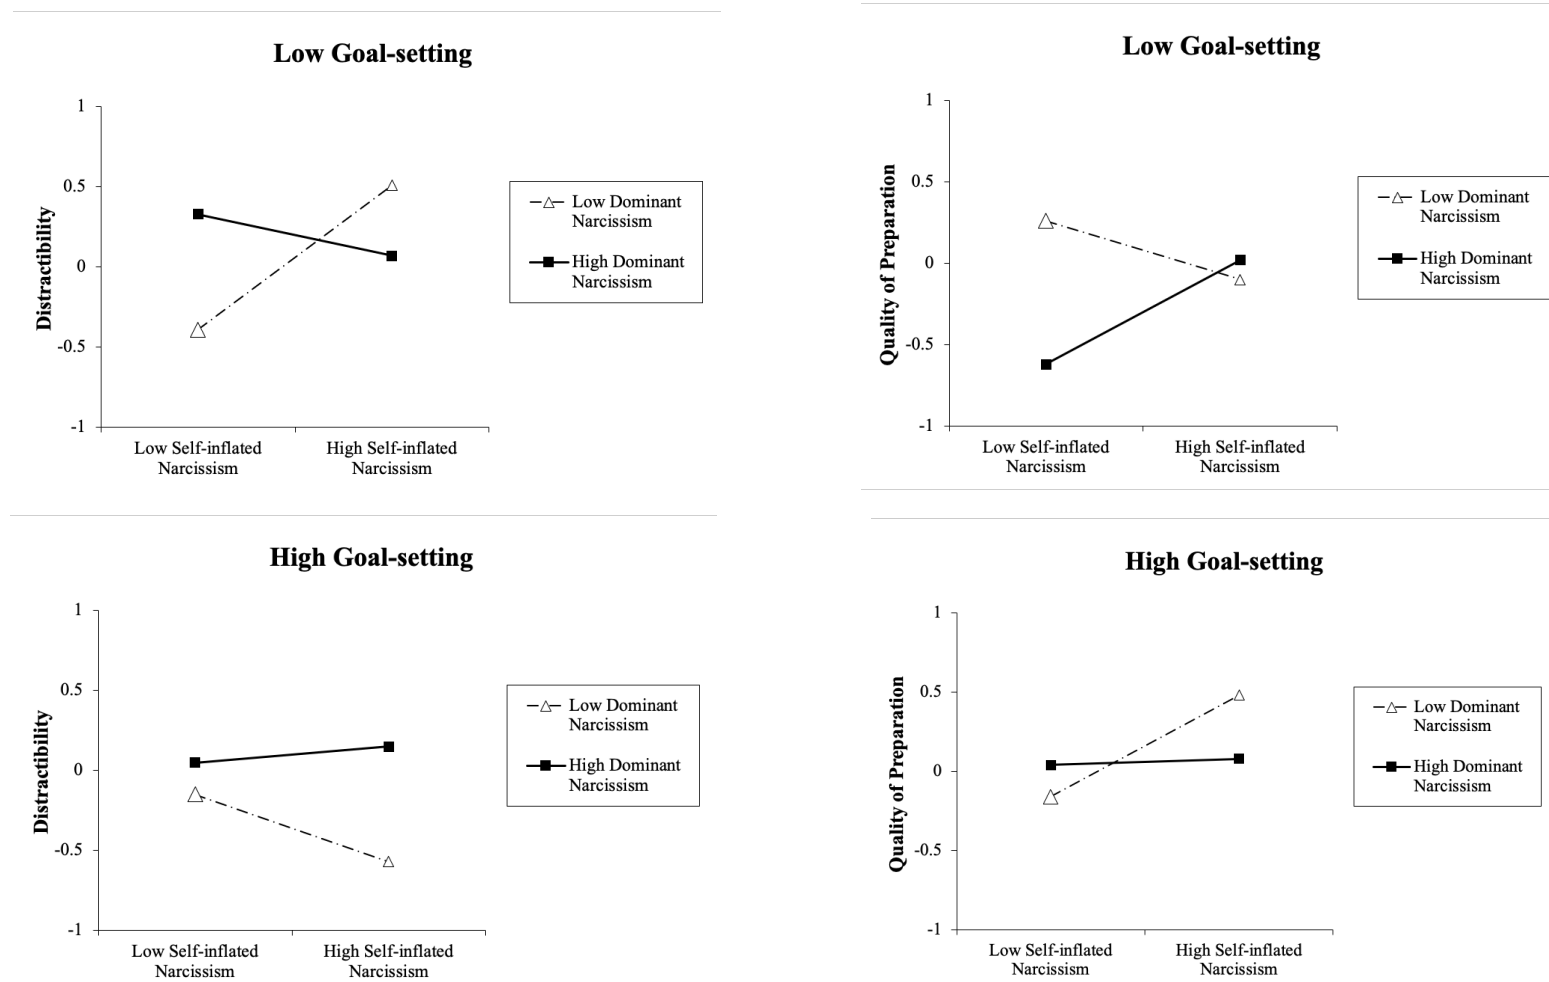 Low Goal-setting
1
0.5
0
-0.5
-1
Distractibility
Low Self-inflated
Narcissism
High Self-inflated
Narcissism
Low Dominant
Narcissism
High Dominant
Narcissism
Low Goal-setting
1
0.5
0
-0.5
-1
Quality of Preparation
Low Self-inflated
Narcissism
High Self-inflated
Narcissism
Low Dominant
Narcissism
High Dominant
Narcissism
High Goal-setting
1
0.5
0
-0.5
-1
Distractibility
Low Self-inflated
Narcissism
High Self-inflated
Narcissism
Low Dominant
Narcissism
High Dominant
Narcissism
High Goal-setting
1
0.5
0
-0.5
-1
Quality of Preparation
Low Self-inflated
Narcissism
High Self-inflated
Narcissism
Low Dominant
Narcissism
High Dominant
Narcissism